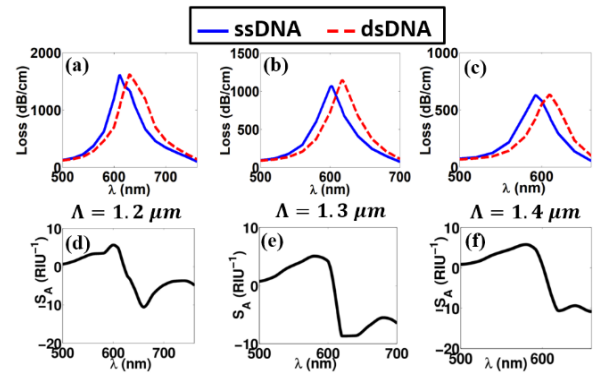 ssDNA dsDNA
(a) (b) (c)
Loss (dB/cm) 2000 1000 0
Loss (dB/cm) 1500 1000 500 0
Loss (dB/cm) 1000 500 0
500 600 700
500 600 700
500 600
λ (nm) λ (nm) λ (nm)
Λ = 1.2 μm Λ = 1.3 μm Λ = 1.4 μm
(d) (e) (f)
S_A (RIU⁻¹) 10 0 -10 -20
S_A (RIU⁻¹) 10 0 -10
S_A (RIU⁻¹) 10 0 -10 -20
500 600 700
500 600 700
500 600
λ (nm) λ (nm) λ (nm)